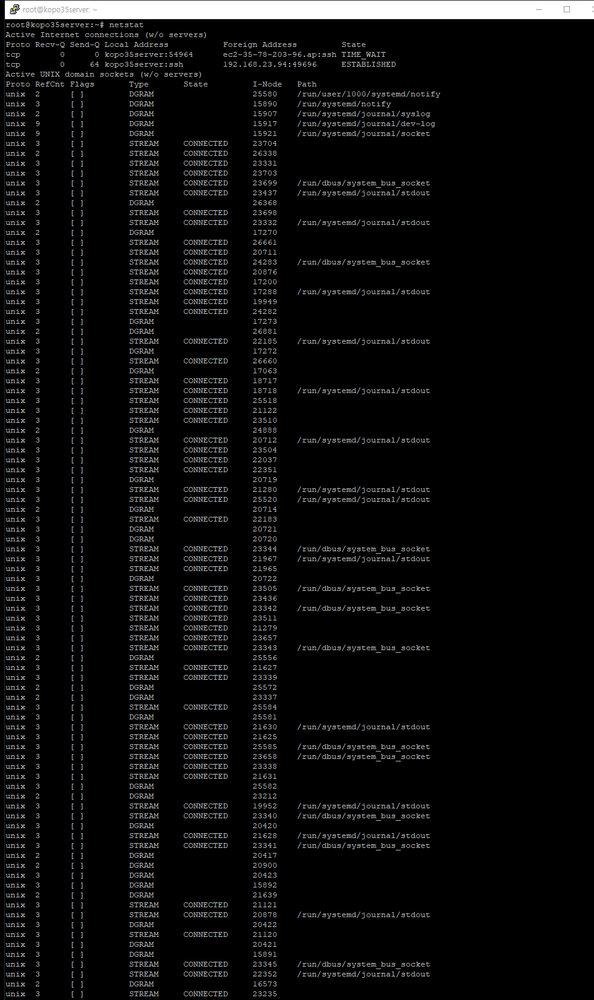 root@kopo35server: ~
root@kopo35server:~# netstat
Active Internet connections (w/o servers)
Proto Recv-Q Send-Q Local Address           Foreign Address         State
tcp        0      0 kopo35server:54964      ec2-35-78-203-96.ap:ssh TIME_WAIT
tcp        0     64 kopo35server:ssh        192.168.23.94:49696     ESTABLISHED
Active UNIX domain sockets (w/o servers)
Proto RefCnt Flags       Type       State         I-Node   Path
unix  2      [ ]         DGRAM                    25580    /run/user/1000/systemd/notify
unix  3      [ ]         DGRAM                    15890    /run/systemd/notify
unix  2      [ ]         DGRAM                    15907    /run/systemd/journal/syslog
unix  9      [ ]         DGRAM                    15917    /run/systemd/journal/dev-log
unix  9      [ ]         DGRAM                    15921    /run/systemd/journal/socket
unix  3      [ ]         STREAM     CONNECTED     23704
unix  2      [ ]         STREAM     CONNECTED     26338
unix  3      [ ]         STREAM     CONNECTED     23331
unix  3      [ ]         STREAM     CONNECTED     23703
unix  3      [ ]         STREAM     CONNECTED     23699    /run/dbus/system_bus_socket
unix  3      [ ]         STREAM     CONNECTED     23437    /run/systemd/journal/stdout
unix  2      [ ]         DGRAM                    26368
unix  3      [ ]         STREAM     CONNECTED     23698
unix  3      [ ]         STREAM     CONNECTED     23332    /run/systemd/journal/stdout
unix  2      [ ]         DGRAM                    17270
unix  3      [ ]         STREAM     CONNECTED     26661
unix  3      [ ]         STREAM     CONNECTED     20711
unix  3      [ ]         STREAM     CONNECTED     24283    /run/dbus/system_bus_socket
unix  3      [ ]         STREAM     CONNECTED     20876
unix  3      [ ]         STREAM     CONNECTED     17200
unix  3      [ ]         STREAM     CONNECTED     17288    /run/systemd/journal/stdout
unix  3      [ ]         STREAM     CONNECTED     19949
unix  3      [ ]         STREAM     CONNECTED     24282
unix  3      [ ]         DGRAM                    17273
unix  2      [ ]         DGRAM                    26881
unix  3      [ ]         STREAM     CONNECTED     22185    /run/systemd/journal/stdout
unix  3      [ ]         DGRAM                    17272
unix  3      [ ]         STREAM     CONNECTED     26660
unix  2      [ ]         DGRAM                    17063
unix  3      [ ]         STREAM     CONNECTED     18717
unix  3      [ ]         STREAM     CONNECTED     18718    /run/systemd/journal/stdout
unix  3      [ ]         STREAM     CONNECTED     25518
unix  3      [ ]         STREAM     CONNECTED     21122
unix  3      [ ]         STREAM     CONNECTED     23510
unix  2      [ ]         DGRAM                    24888
unix  3      [ ]         STREAM     CONNECTED     20712    /run/systemd/journal/stdout
unix  3      [ ]         STREAM     CONNECTED     23504
unix  3      [ ]         STREAM     CONNECTED     22037
unix  3      [ ]         STREAM     CONNECTED     22351
unix  3      [ ]         DGRAM                    20719
unix  3      [ ]         STREAM     CONNECTED     21280    /run/systemd/journal/stdout
unix  3      [ ]         STREAM     CONNECTED     25520    /run/systemd/journal/stdout
unix  2      [ ]         DGRAM                    20714
unix  3      [ ]         STREAM     CONNECTED     22183
unix  3      [ ]         DGRAM                    20721
unix  3      [ ]         DGRAM                    20720
unix  3      [ ]         STREAM     CONNECTED     23344    /run/dbus/system_bus_socket
unix  3      [ ]         STREAM     CONNECTED     21967    /run/systemd/journal/stdout
unix  3      [ ]         STREAM     CONNECTED     21965
unix  3      [ ]         DGRAM                    20722
unix  3      [ ]         STREAM     CONNECTED     23505    /run/dbus/system_bus_socket
unix  3      [ ]         STREAM     CONNECTED     23436
unix  3      [ ]         STREAM     CONNECTED     23342    /run/dbus/system_bus_socket
unix  3      [ ]         STREAM     CONNECTED     23511
unix  3      [ ]         STREAM     CONNECTED     21279
unix  3      [ ]         STREAM     CONNECTED     23657
unix  3      [ ]         STREAM     CONNECTED     23343    /run/dbus/system_bus_socket
unix  2      [ ]         DGRAM                    25556
unix  3      [ ]         STREAM     CONNECTED     21627
unix  3      [ ]         STREAM     CONNECTED     23339
unix  2      [ ]         DGRAM                    25572
unix  2      [ ]         DGRAM                    23337
unix  3      [ ]         STREAM     CONNECTED     25584
unix  3      [ ]         DGRAM                    25581
unix  3      [ ]         STREAM     CONNECTED     21630    /run/systemd/journal/stdout
unix  3      [ ]         STREAM     CONNECTED     21625
unix  3      [ ]         STREAM     CONNECTED     25585    /run/dbus/system_bus_socket
unix  3      [ ]         STREAM     CONNECTED     23658    /run/dbus/system_bus_socket
unix  3      [ ]         STREAM     CONNECTED     23338
unix  3      [ ]         STREAM     CONNECTED     21631
unix  3      [ ]         DGRAM                    25582
unix  2      [ ]         DGRAM                    23212
unix  3      [ ]         STREAM     CONNECTED     19952    /run/systemd/journal/stdout
unix  3      [ ]         STREAM     CONNECTED     23340    /run/dbus/system_bus_socket
unix  3      [ ]         DGRAM                    20420
unix  3      [ ]         STREAM     CONNECTED     21628    /run/systemd/journal/stdout
unix  3      [ ]         STREAM     CONNECTED     23341    /run/dbus/system_bus_socket
unix  2      [ ]         DGRAM                    20417
unix  2      [ ]         DGRAM                    20900
unix  3      [ ]         DGRAM                    20423
unix  3      [ ]         DGRAM                    15892
unix  2      [ ]         DGRAM                    21639
unix  3      [ ]         STREAM     CONNECTED     21121
unix  3      [ ]         STREAM     CONNECTED     20878    /run/systemd/journal/stdout
unix  3      [ ]         DGRAM                    20422
unix  3      [ ]         STREAM     CONNECTED     21120
unix  3      [ ]         DGRAM                    20421
unix  3      [ ]         DGRAM                    15891
unix  3      [ ]         STREAM     CONNECTED     23345    /run/dbus/system_bus_socket
unix  3      [ ]         STREAM     CONNECTED     22352    /run/systemd/journal/stdout
unix  2      [ ]         DGRAM                    16573
unix  3      [ ]         STREAM     CONNECTED     23235